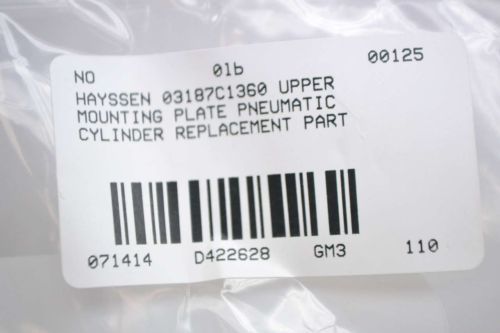 NO 0lb 00125
HAYSSEN 03187C1360 UPPER
MOUNTING PLATE PNEUMATIC
CYLINDER REPLACEMENT PART
071414 D422628 GM3 110